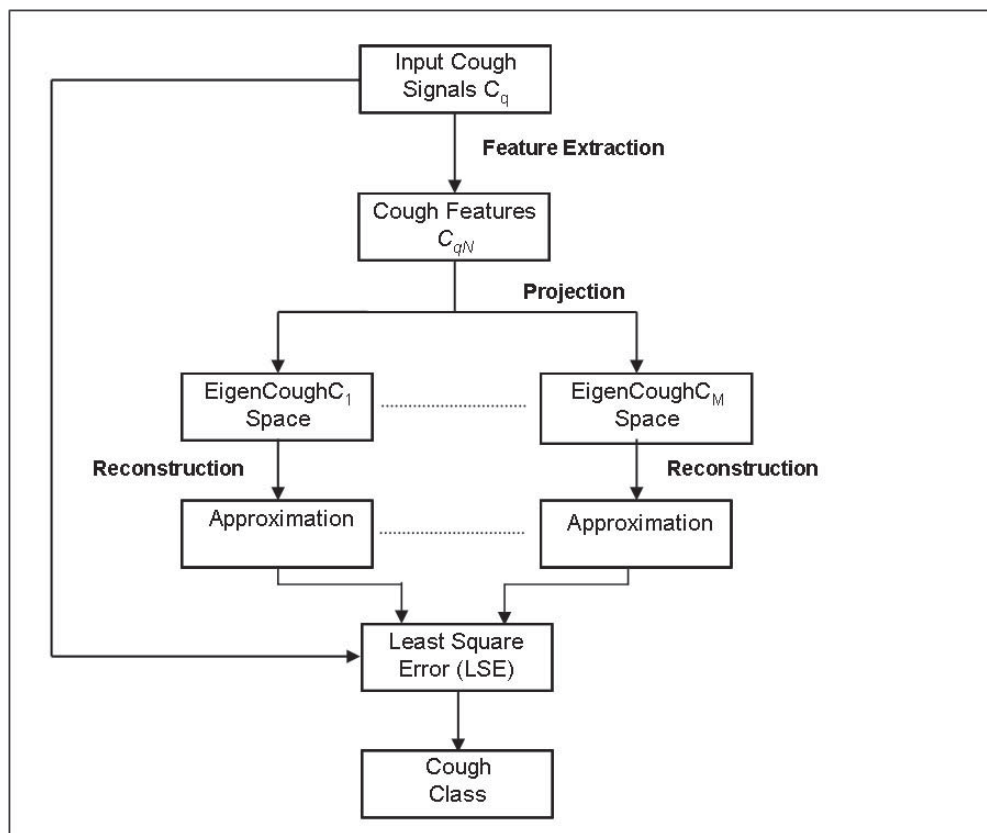 Input Cough
Signals C_q
Feature Extraction
Cough Features
C_qN
Projection
EigenCoughC_1
Space
EigenCoughC_M
Space
Reconstruction
Reconstruction
Approximation
Approximation
Least Square
Error (LSE)
Cough
Class